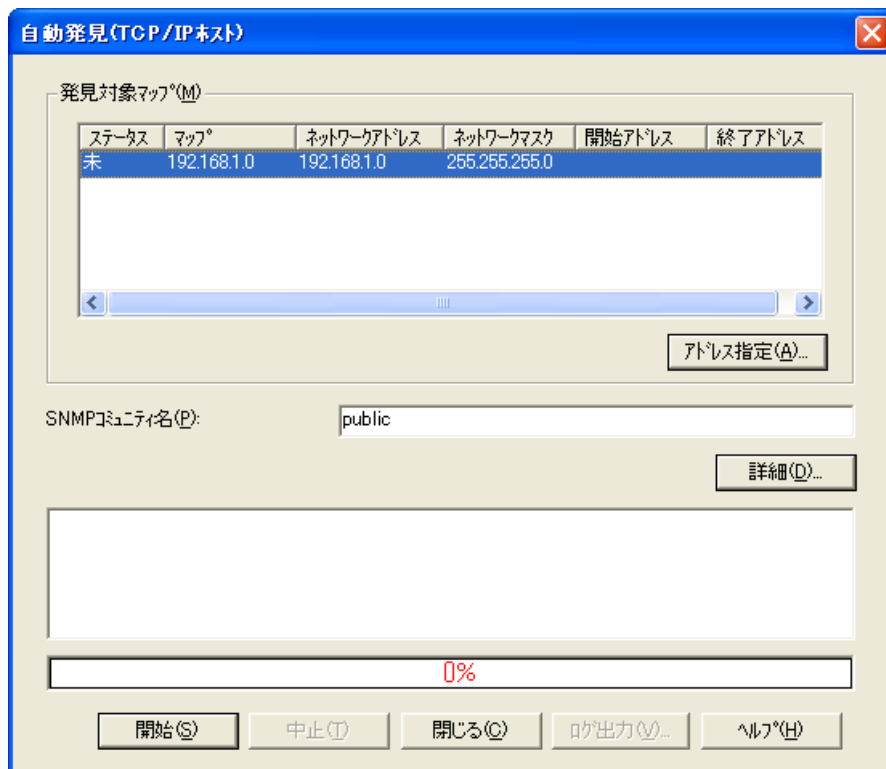 自動発見(TCP/IPﾎｽﾄ)
発見対象ﾏｯﾌﾟ(M)
ｽﾃｰﾀｽ ﾏｯﾌﾟ ﾈｯﾄﾜｰｸｱﾄﾞﾚｽ ﾈｯﾄﾜｰｸﾏｽｸ 開始ｱﾄﾞﾚｽ 終了ｱﾄﾞﾚｽ
未 192.168.1.0 192.168.1.0 255.255.255.0
ｱﾄﾞﾚｽ指定(A)...
SNMPｺﾐｭﾆﾃｨ名(P): public
詳細(D)...
0%
開始(S) 中止(T) 閉じる(C) ﾛｸﾞ出力(V)... ﾍﾙﾌﾟ(H)